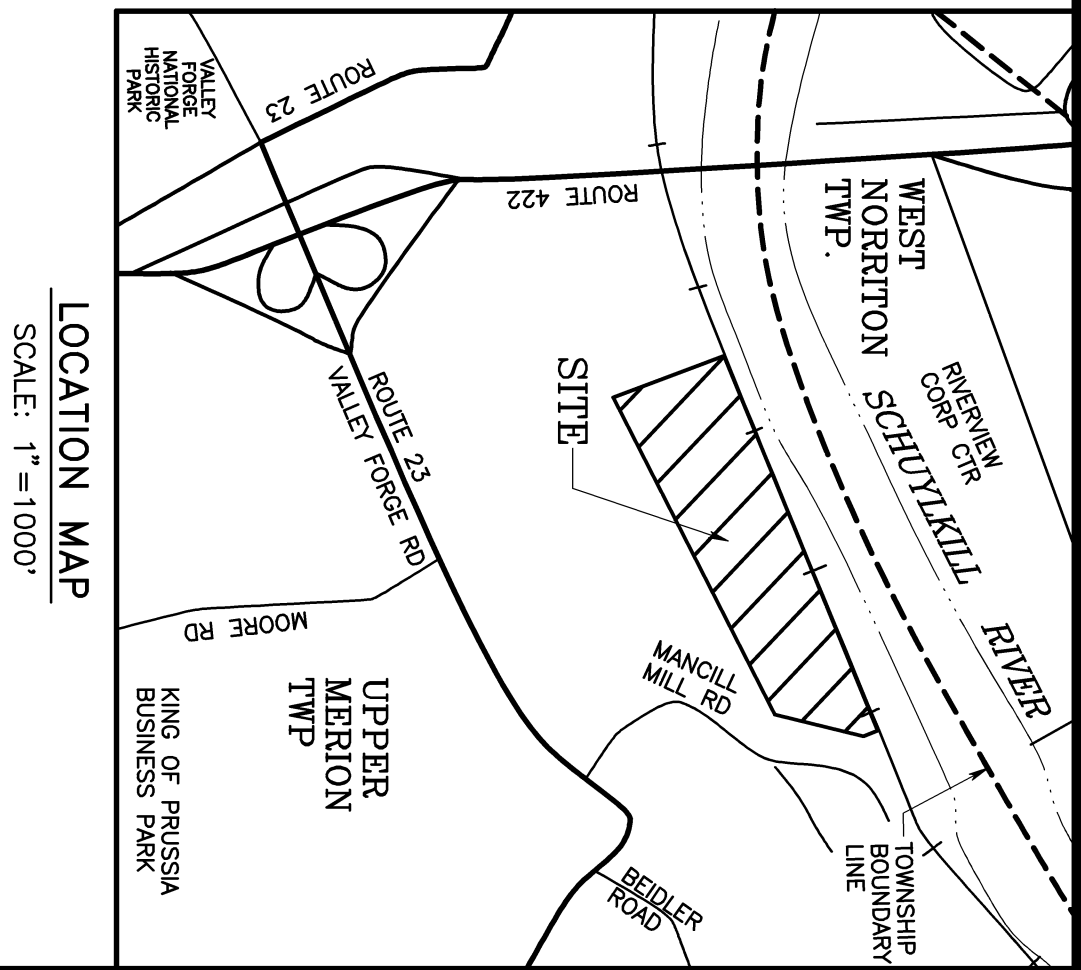 RIVERVIEW
CORP CTR
WEST
NORRITON
TWP.
SCHUYLKILL
RIVER
TOWNSHIP
BOUNDARY
LINE
ROUTE 422
SITE
MANCILL
MILL RD
BEIDLER
ROAD
ROUTE 23
VALLEY
FORGE
NATIONAL
HISTORIC
PARK
ROUTE 23
VALLEY FORGE RD
MOORE RD
UPPER
MERION
TWP
KING OF PRUSSIA
BUSINESS PARK
LOCATION MAP
SCALE: 1"=1000'